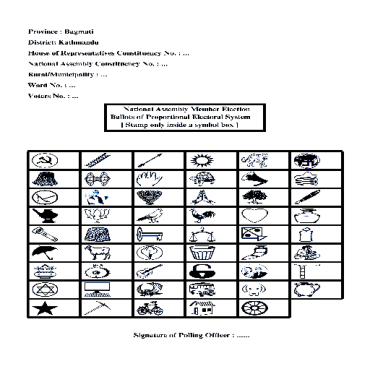 Province : Bagmati
District: Kathmandu
House of Representatives Constituency No. : ...
National Assembly Constituency No. : ...
Rural/Municipality : ...
Word No. : ...
Voters No. : ...
National Assembly Member Election
Ballots of Proportional Electoral System
[ Stamp only inside a symbol box ]
Signature of Polling Officer : ......